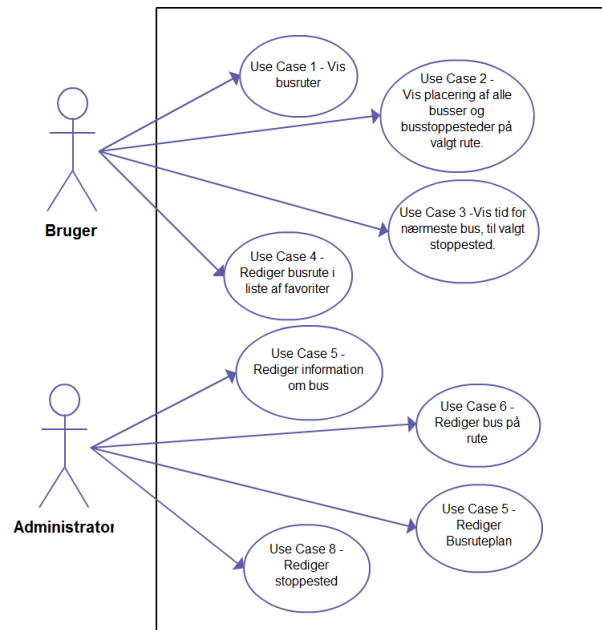 Use Case 1 - Vis
busruter
Use Case 2 -
Vis placering af alle
busser og
busstoppesteder på
valgt rute.
Bruger
Use Case 3 -Vis tid for
nærmeste bus, til valgt
stoppested.
Use Case 4 -
Rediger busrute i
liste af favoriter
Use Case 5 -
Rediger information
om bus
Use Case 6 -
Rediger bus på
rute
Administrator
Use Case 5 -
Rediger
Busruteplan
Use Case 8 -
Rediger
stoppested